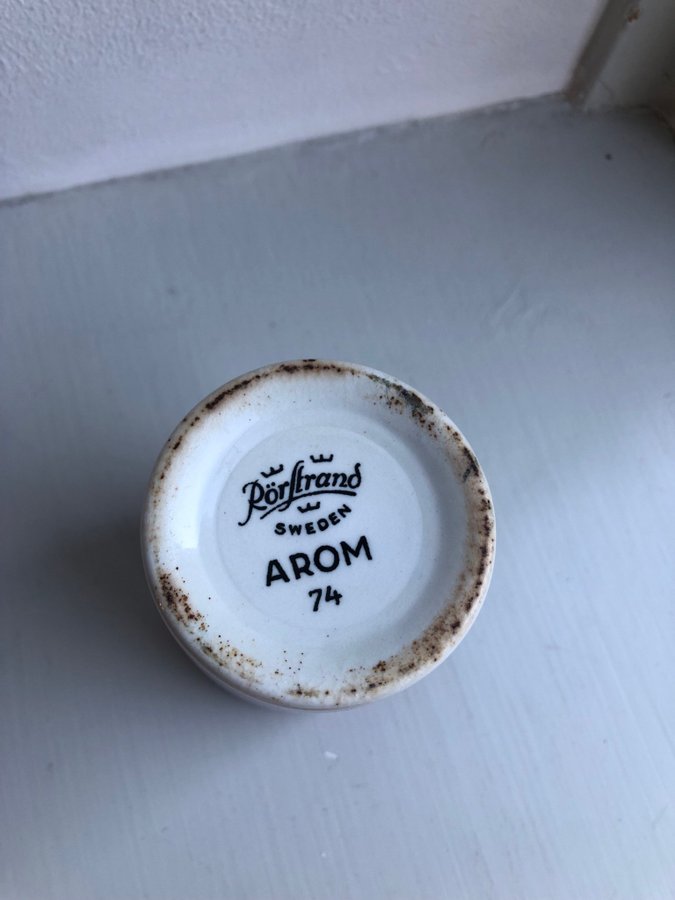 Rörstrand
SWEDEN
AROM
74